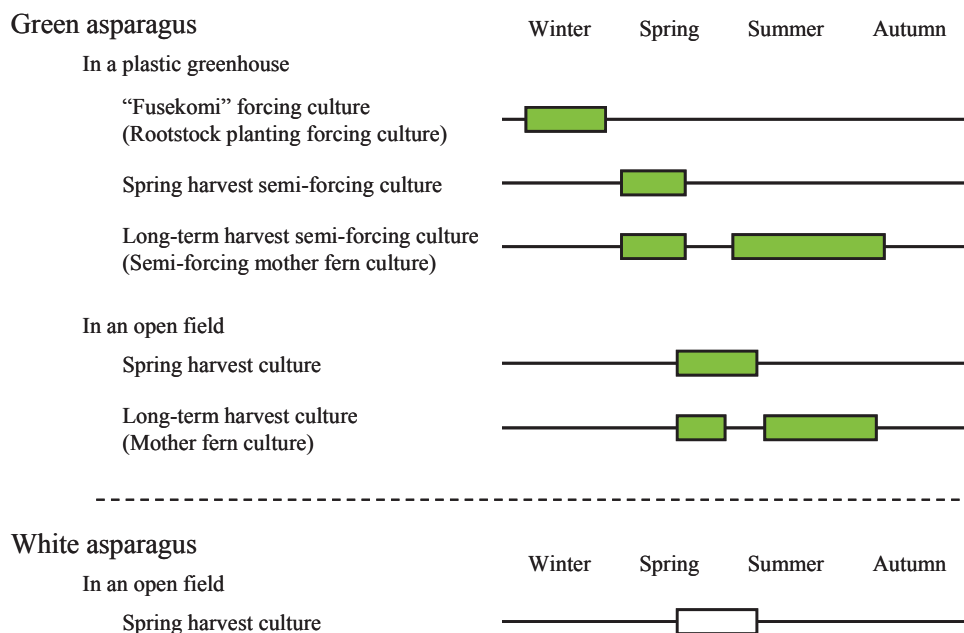 Green asparagus
Winter Spring Summer Autumn
In a plastic greenhouse
“Fusekomi” forcing culture
(Rootstock planting forcing culture)
Spring harvest semi-forcing culture
Long-term harvest semi-forcing culture
(Semi-forcing mother fern culture)
In an open field
Spring harvest culture
Long-term harvest culture
(Mother fern culture)
White asparagus
Winter Spring Summer Autumn
In an open field
Spring harvest culture